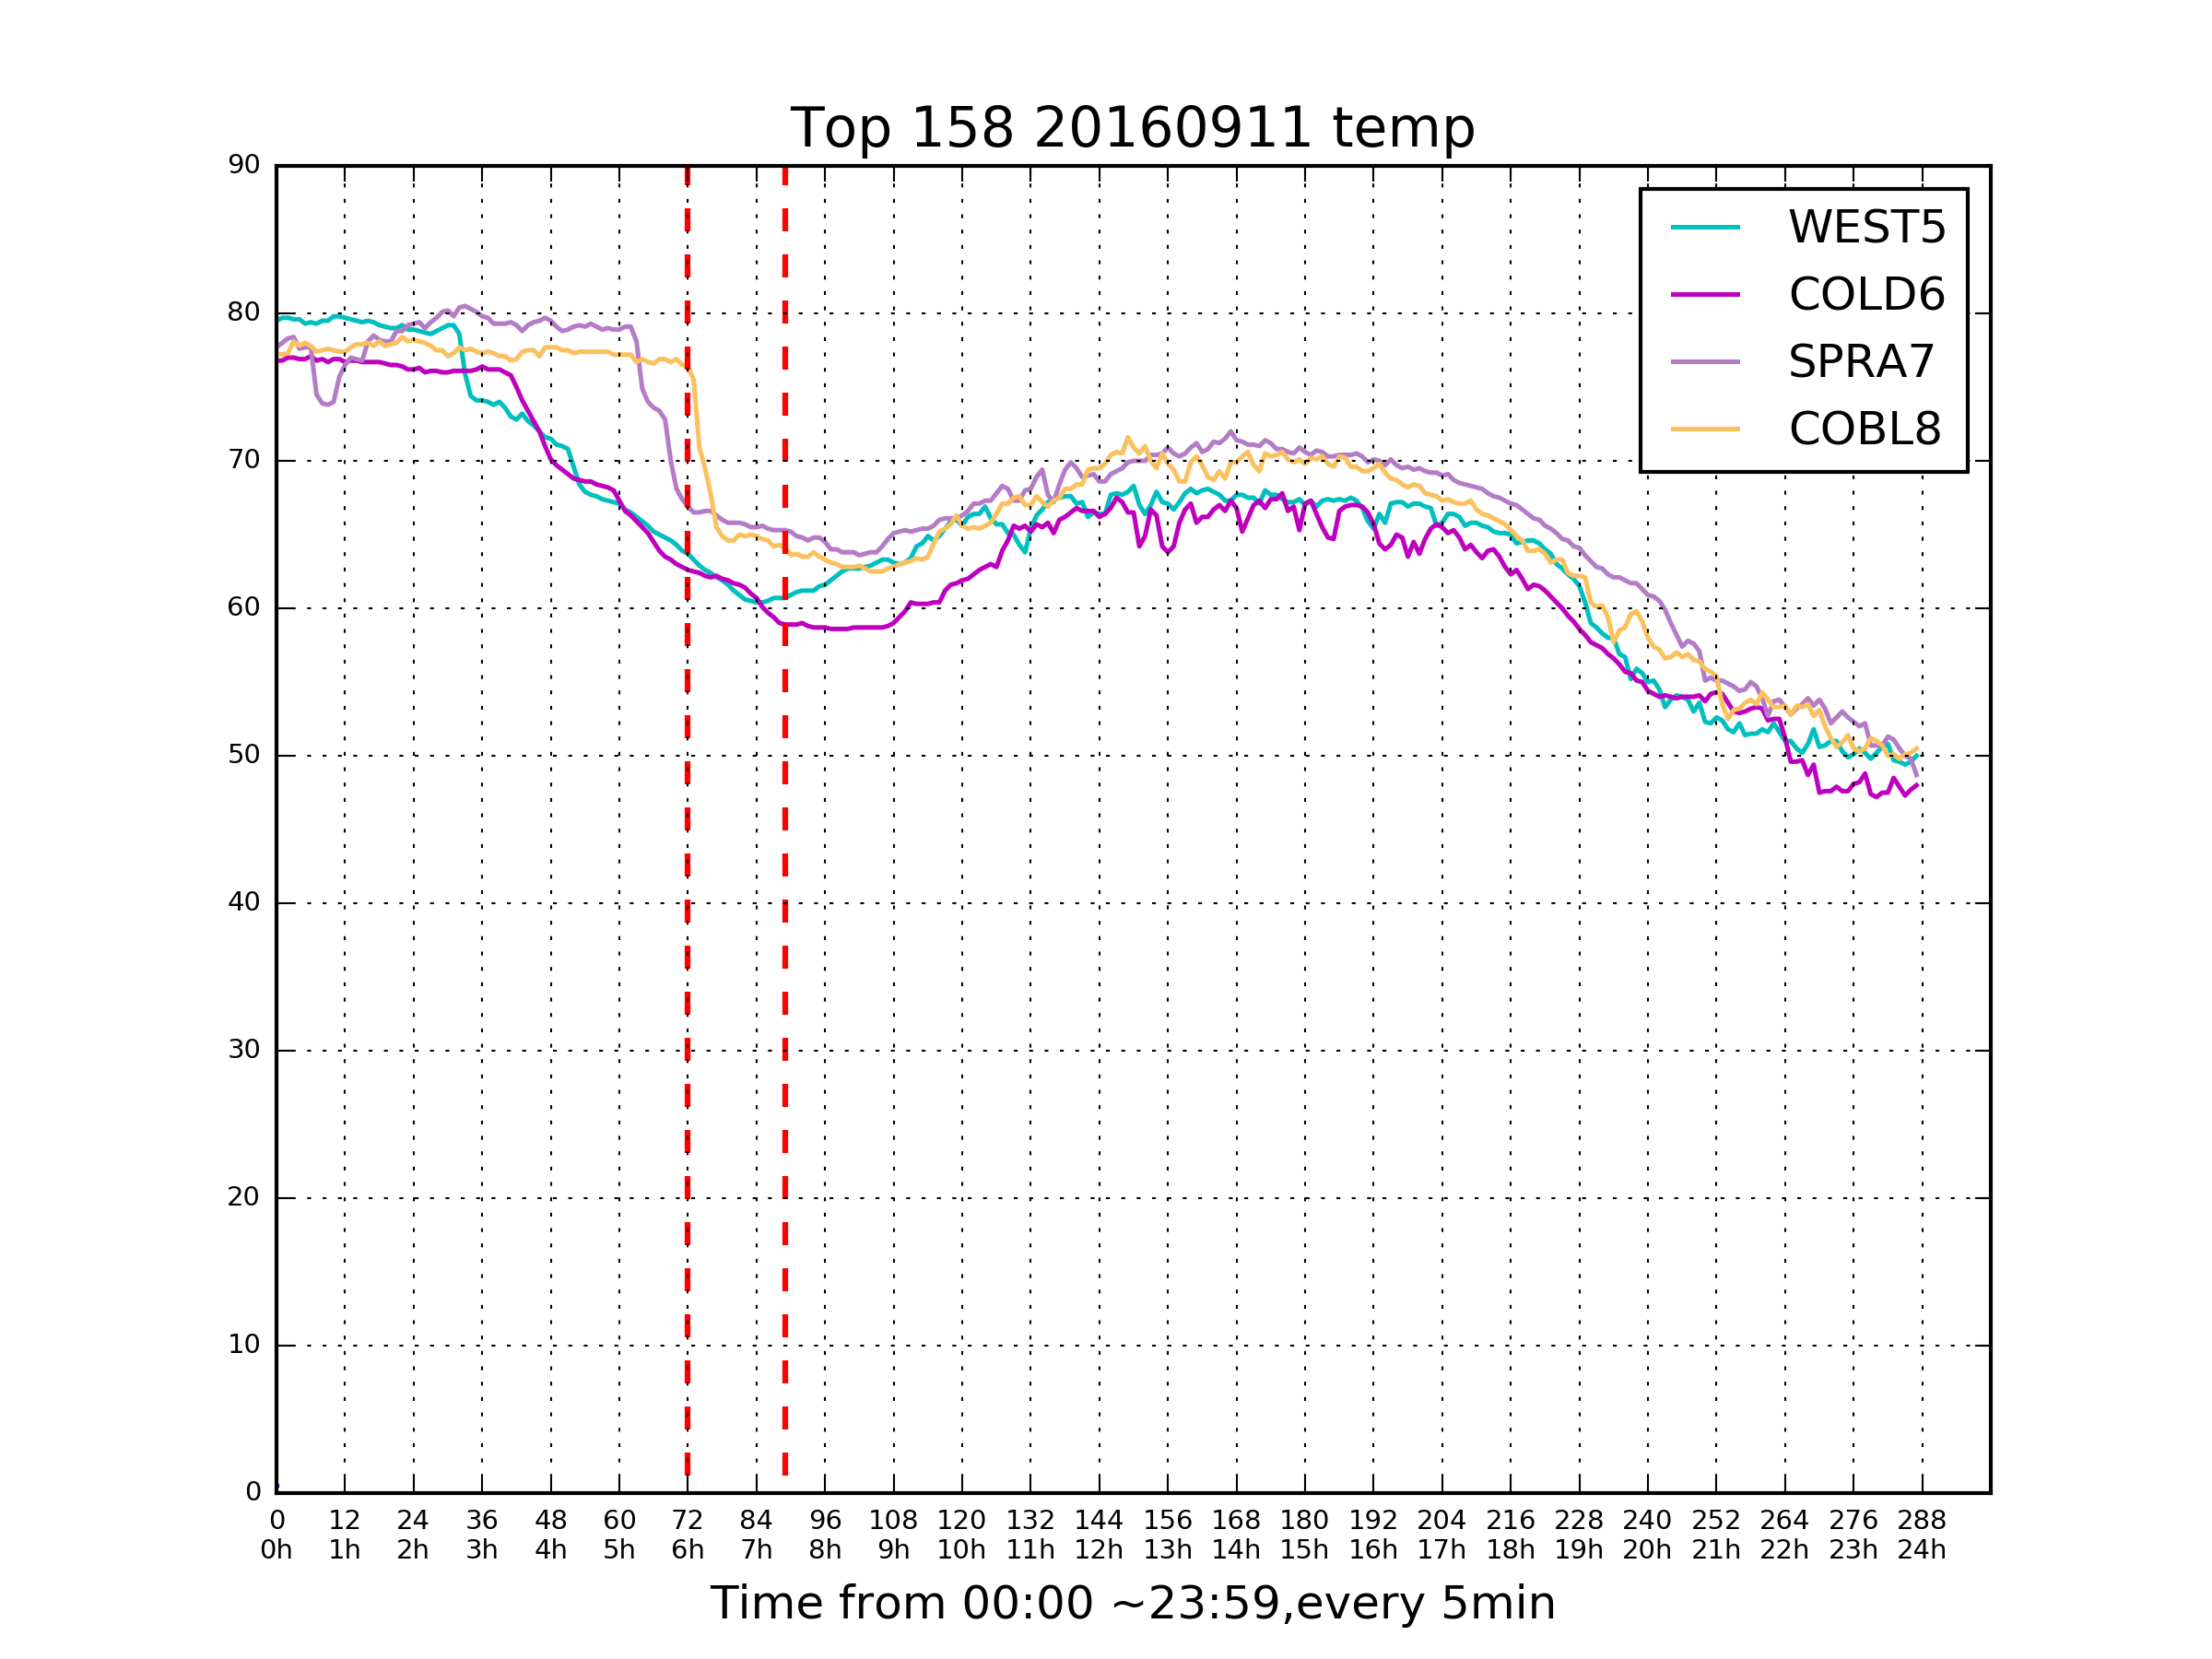 Top 158 20160911 temp
90
80
70
60
50
40
30
20
10
0
WEST5
COLD6
SPRA7
COBL8
0 12 24 36 48 60 72 84 96 108 120 132 144 156 168 180 192 204 216 228 240 252 264 276 288
0h 1h 2h 3h 4h 5h 6h 7h 8h 9h 10h 11h 12h 13h 14h 15h 16h 17h 18h 19h 20h 21h 22h 23h 24h
Time from 00:00 ~23:59,every 5min